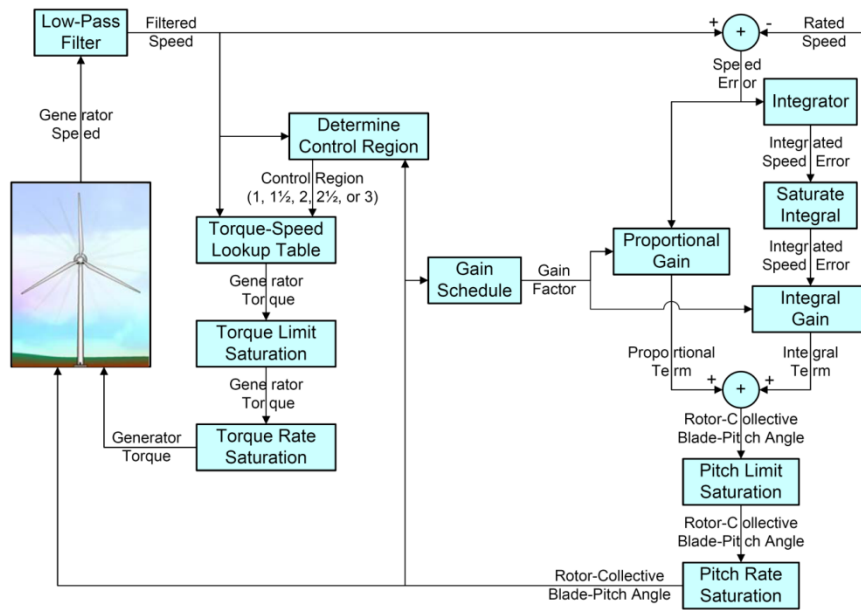 Low-Pass
Filter
Filtered
Speed
+
+
-
Rated
Speed
Speed
Error
Generator
Speed
Integrator
Determine
Control Region
Integrated
Speed Error
Control Region
(1, 1½, 2, 2½, or 3)
Saturate
Integral
Torque-Speed
Lookup Table
Proportional
Gain
Integrated
Speed Error
Gain
Schedule
Gain
Factor
Generator
Torque
Integral
Gain
Torque Limit
Saturation
Proportional
Term
Integral
Term
Generator
Torque
+
+
+
Rotor-Collective
Blade-Pitch Angle
Generator
Torque
Torque Rate
Saturation
Pitch Limit
Saturation
Rotor-Collective
Blade-Pitch Angle
Rotor-Collective
Blade-Pitch Angle
Pitch Rate
Saturation